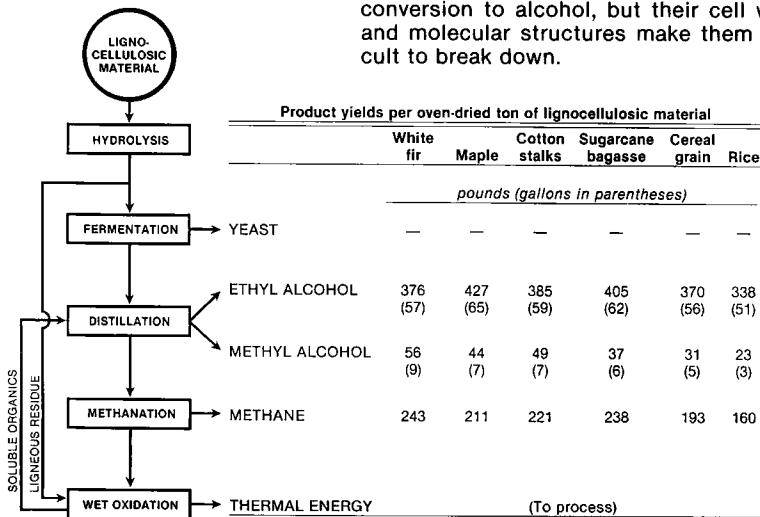 conversion to alcohol, but their cell
and molecular structures make them
cult to break down.
LIGNO-
CELLULOSIC
MATERIAL
HYDROLYSIS
FERMENTATION
DISTILLATION
METHANATION
WET OXIDATION
SOLUBLE ORGANICS
LIGNEOUS RESIDUE
Product yields per oven-dried ton of lignocellulosic material
White Cotton Sugarcane Cereal
fir Maple stalks bagasse grain Rice
pounds (gallons in parentheses)
YEAST — — — — — —
ETHYL ALCOHOL 376 427 385 405 370 338
(57) (65) (59) (62) (56) (51)
METHYL ALCOHOL 56 44 49 37 31 23
(9) (7) (7) (6) (5) (3)
METHANE 243 211 221 238 193 160
THERMAL ENERGY (To process)